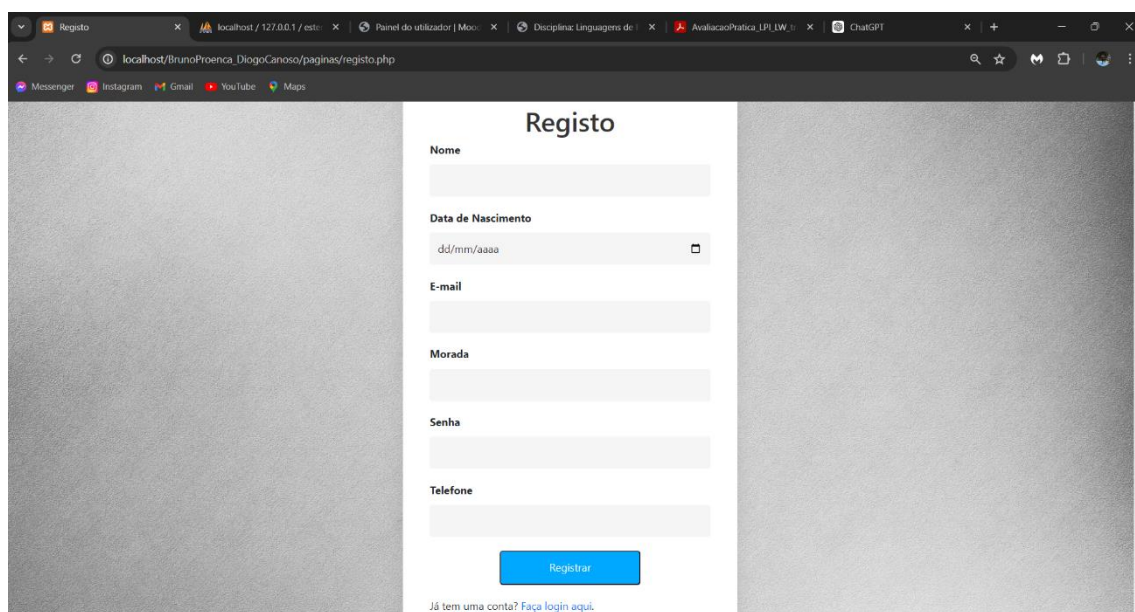 Registo
localhost / 127.0.0.1 / este
Painel do utilizador | Mood
Disciplina: Linguagens de
AvaliacaoPratica_LPI_LW_t
ChatGPT
localhost/BrunoProenca_DiogoCanoso/paginas/registo.php
Messenger Instagram Gmail YouTube Maps
Registo
Nome
Data de Nascimento
dd/mm/aaaa
E-mail
Morada
Senha
Telefone
Registrar
Já tem uma conta? Faça login aqui.